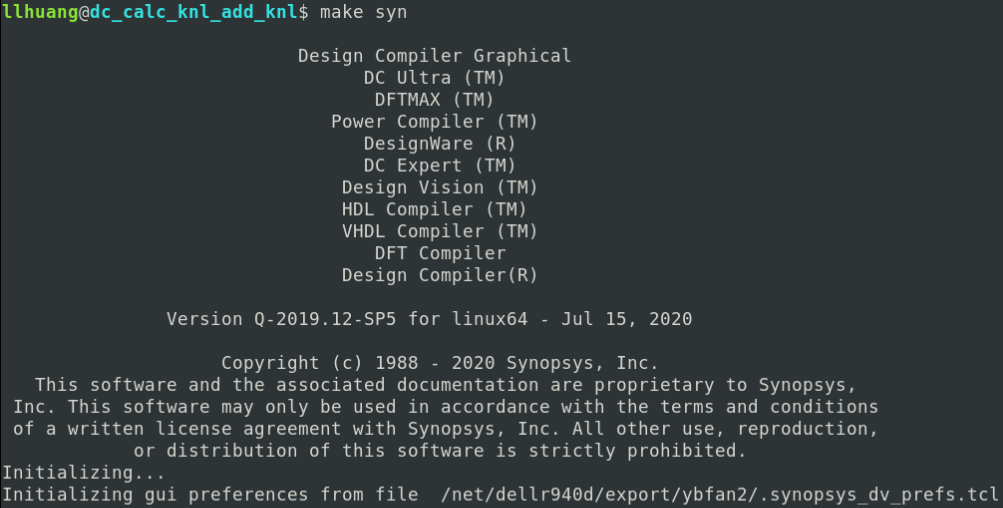 llhuang@dc_calc_knl_add_knl$ make syn
Design Compiler Graphical
DC Ultra (TM)
DFTMAX (TM)
Power Compiler (TM)
DesignWare (R)
DC Expert (TM)
Design Vision (TM)
HDL Compiler (TM)
VHDL Compiler (TM)
DFT Compiler
Design Compiler(R)
Version Q-2019.12-SP5 for linux64 - Jul 15, 2020
Copyright (c) 1988 - 2020 Synopsys, Inc.
This software and the associated documentation are proprietary to Synopsys,
Inc. This software may only be used in accordance with the terms and conditions
of a written license agreement with Synopsys, Inc. All other use, reproduction,
or distribution of this software is strictly prohibited.
Initializing...
Initializing gui preferences from file  /net/dellr940d/export/ybfan2/.synopsys_dv_prefs.tcl